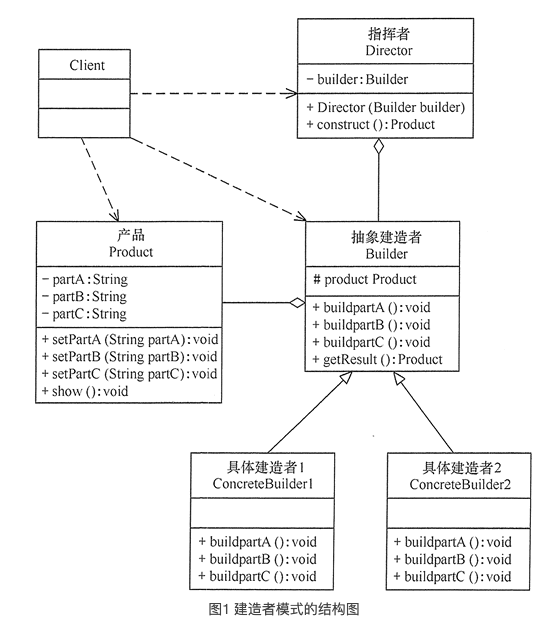 指挥者
Director
- builder:Builder
+ Director (Builder builder)
+ construct ():Product
Client
产品
Product
- partA:String
- partB:String
- partC:String
+ setPartA (String partA):void
+ setPartB (String partB):void
+ setPartC (String partC):void
+ show ():void
抽象建造者
Builder
# product Product
+ buildpartA ():void
+ buildpartB ():void
+ buildpartC ():void
+ getResult ():Product
具体建造者1
ConcreteBuilder1
+ buildpartA ():void
+ buildpartB ():void
+ buildpartC ():void
具体建造者2
ConcreteBuilder2
+ buildpartA ():void
+ buildpartB ():void
+ buildpartC ():void
图1 建造者模式的结构图